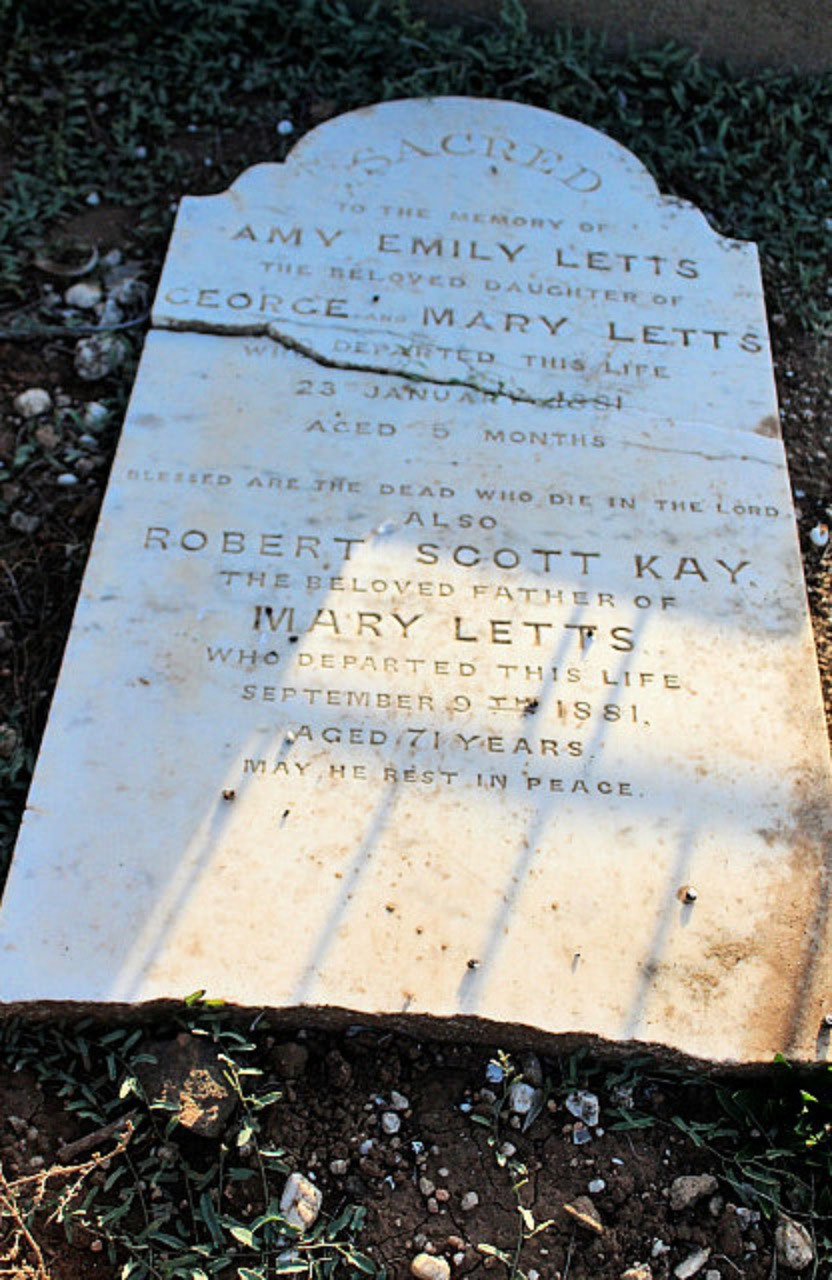 SACRED
TO THE MEMORY OF
AMY EMILY LETTS
THE BELOVED DAUGHTER OF
GEORGE AND MARY LETTS
WHO DEPARTED THIS LIFE
23 JANUARY 1881
AGED 5 MONTHS
BLESSED ARE THE DEAD WHO DIE IN THE LORD.
ALSO
ROBERT SCOTT KAY.
THE BELOVED FATHER OF
MARY LETTS
WHO DEPARTED THIS LIFE
SEPTEMBER 9TH 1881.
AGED 71 YEARS.
MAY HE REST IN PEACE.